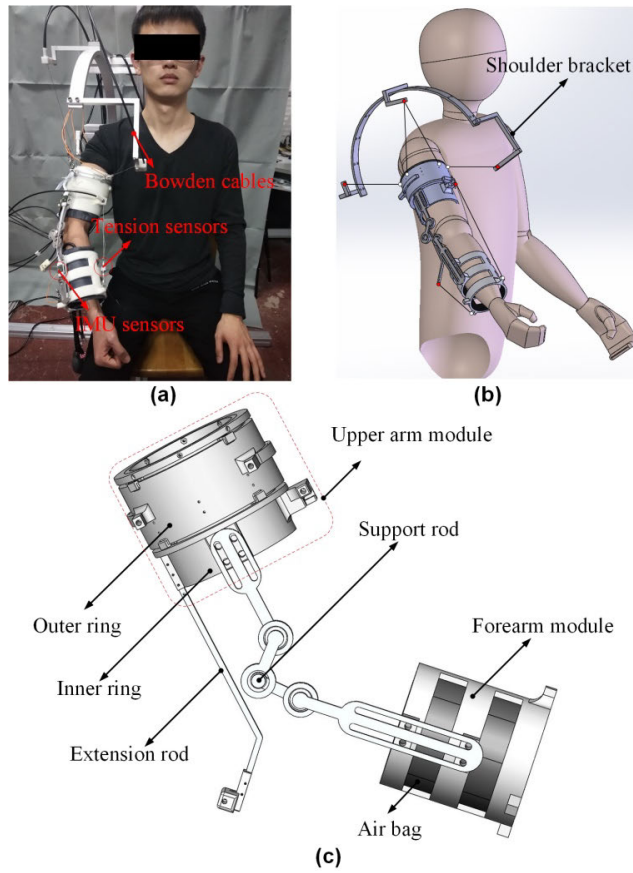 Shoulder bracket
Bowden cables
Tension sensors
IMU sensors
(a)
(b)
Upper arm module
Support rod
Outer ring
Forearm module
Inner ring
Extension rod
Air bag
(c)